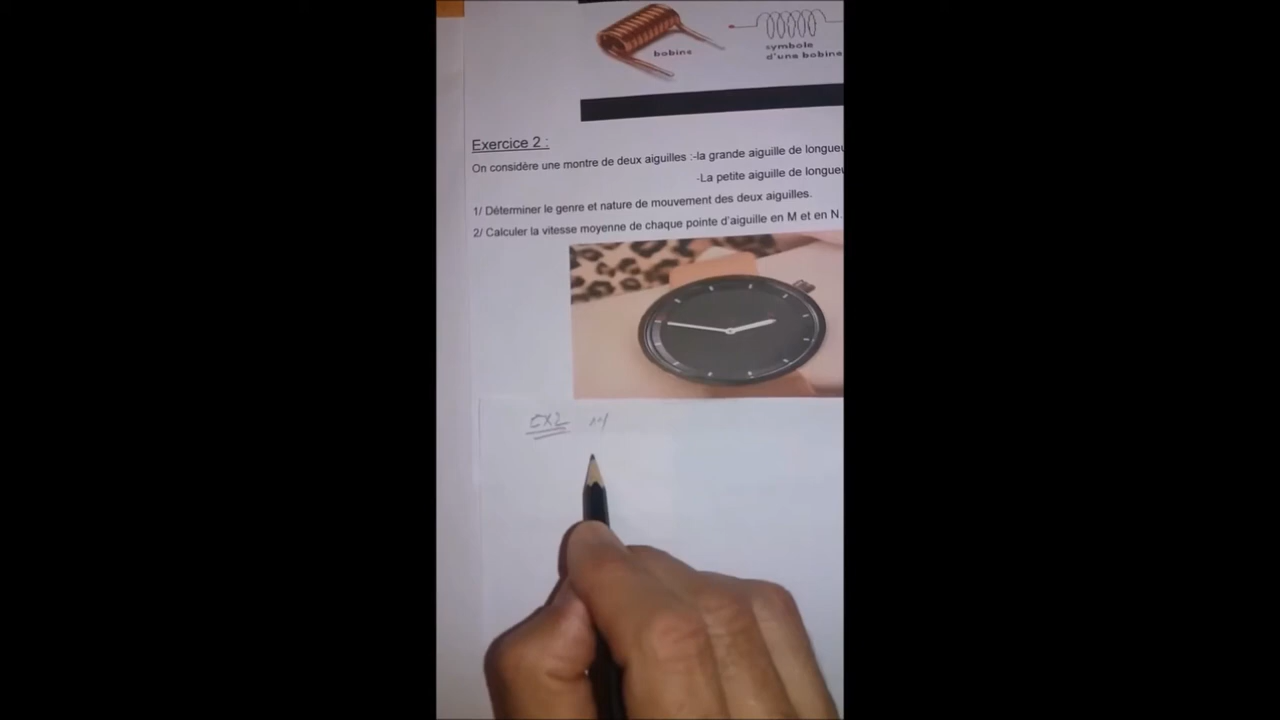 bobine
symbole
d'une bobine
Exercice 2 :
On considère une montre de deux aiguilles :-la grande aiguille de longueu
-La petite aiguille de longueu
1/ Déterminer le genre et nature de mouvement des deux aiguilles.
2/ Calculer la vitesse moyenne de chaque pointe d'aiguille en M et en N.
EX2